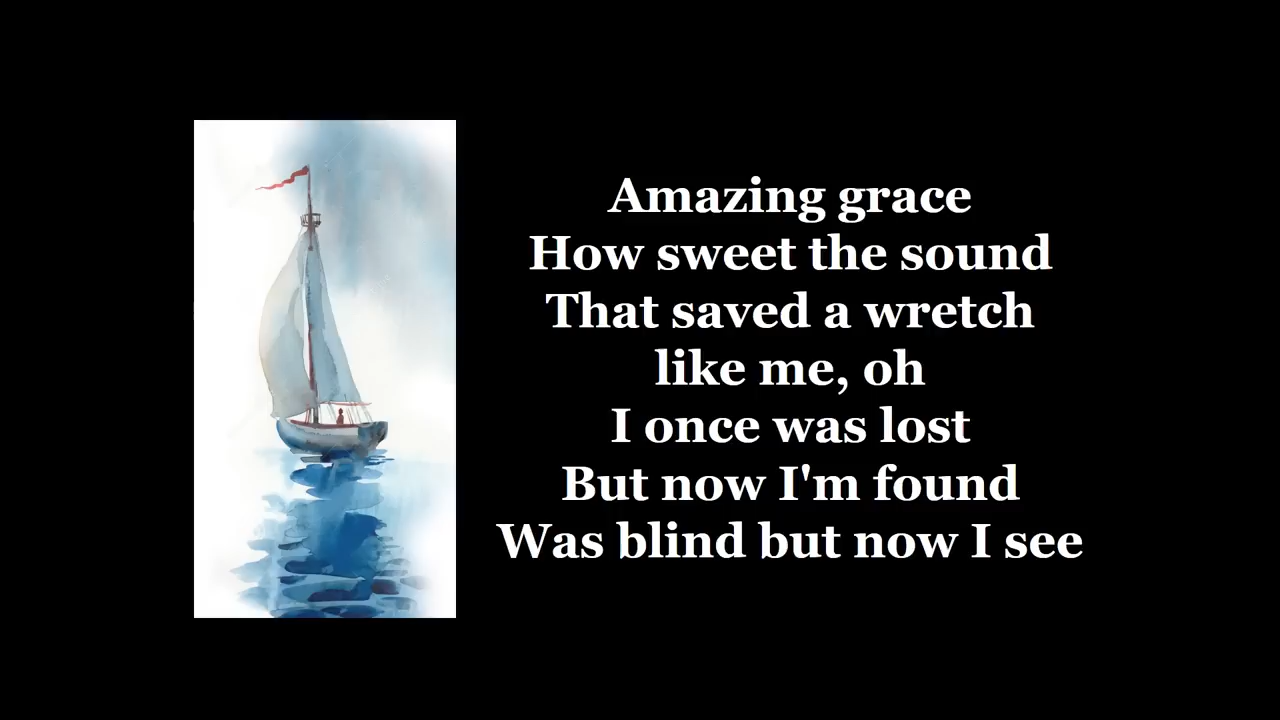 Amazing grace
How sweet the sound
That saved a wretch
like me, oh
I once was lost
But now I'm found
Was blind but now I see